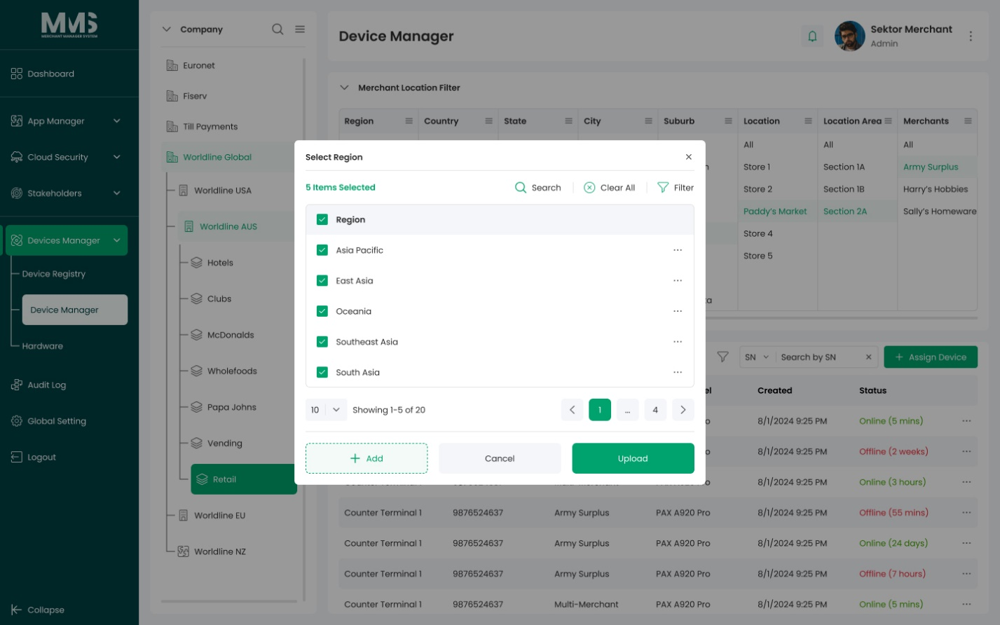 MMS
MERCHANT MANAGER SYSTEM
Dashboard
App Manager
Cloud Security
Stakeholders
Devices Manager
Device Registry
Device Manager
Hardware
Audit Log
Global Setting
Logout
Collapse
Company
Euronet
Fiserv
Till Payments
Worldline Global
Worldline USA
Worldline AUS
Hotels
Clubs
McDonalds
Wholefoods
Papa Johns
Vending
Retail
Worldline EU
Worldline NZ
Device Manager
Sektor Merchant
Admin
Merchant Location Filter
Region Country State City Suburb Location Location Area Merchants
All All All
Store 1 Section 1A Army Surplus
Store 2 Section 1B Harry's Hobbies
Paddy's Market Section 2A Sally's Homeware
Store 4
Store 5
Select Region
5 Items Selected Search Clear All Filter
Region
Asia Pacific
East Asia
Oceania
Southeast Asia
South Asia
10 Showing 1-5 of 20 1 ... 4
Add Cancel Upload
SN Search by SN Assign Device
Created Status
8/1/2024 9:25 PM Online (5 mins)
8/1/2024 9:25 PM Offline (2 weeks)
8/1/2024 9:25 PM Online (3 hours)
Counter Terminal 1 9876524637 Army Surplus PAX A920 Pro 8/1/2024 9:25 PM Offline (55 mins)
Counter Terminal 1 9876524637 Army Surplus PAX A920 Pro 8/1/2024 9:25 PM Online (24 days)
Counter Terminal 1 9876524637 Army Surplus PAX A920 Pro 8/1/2024 9:25 PM Offline (7 hours)
Counter Terminal 1 9876524637 Multi-Merchant PAX A920 Pro 8/1/2024 9:25 PM Online (5 mins)